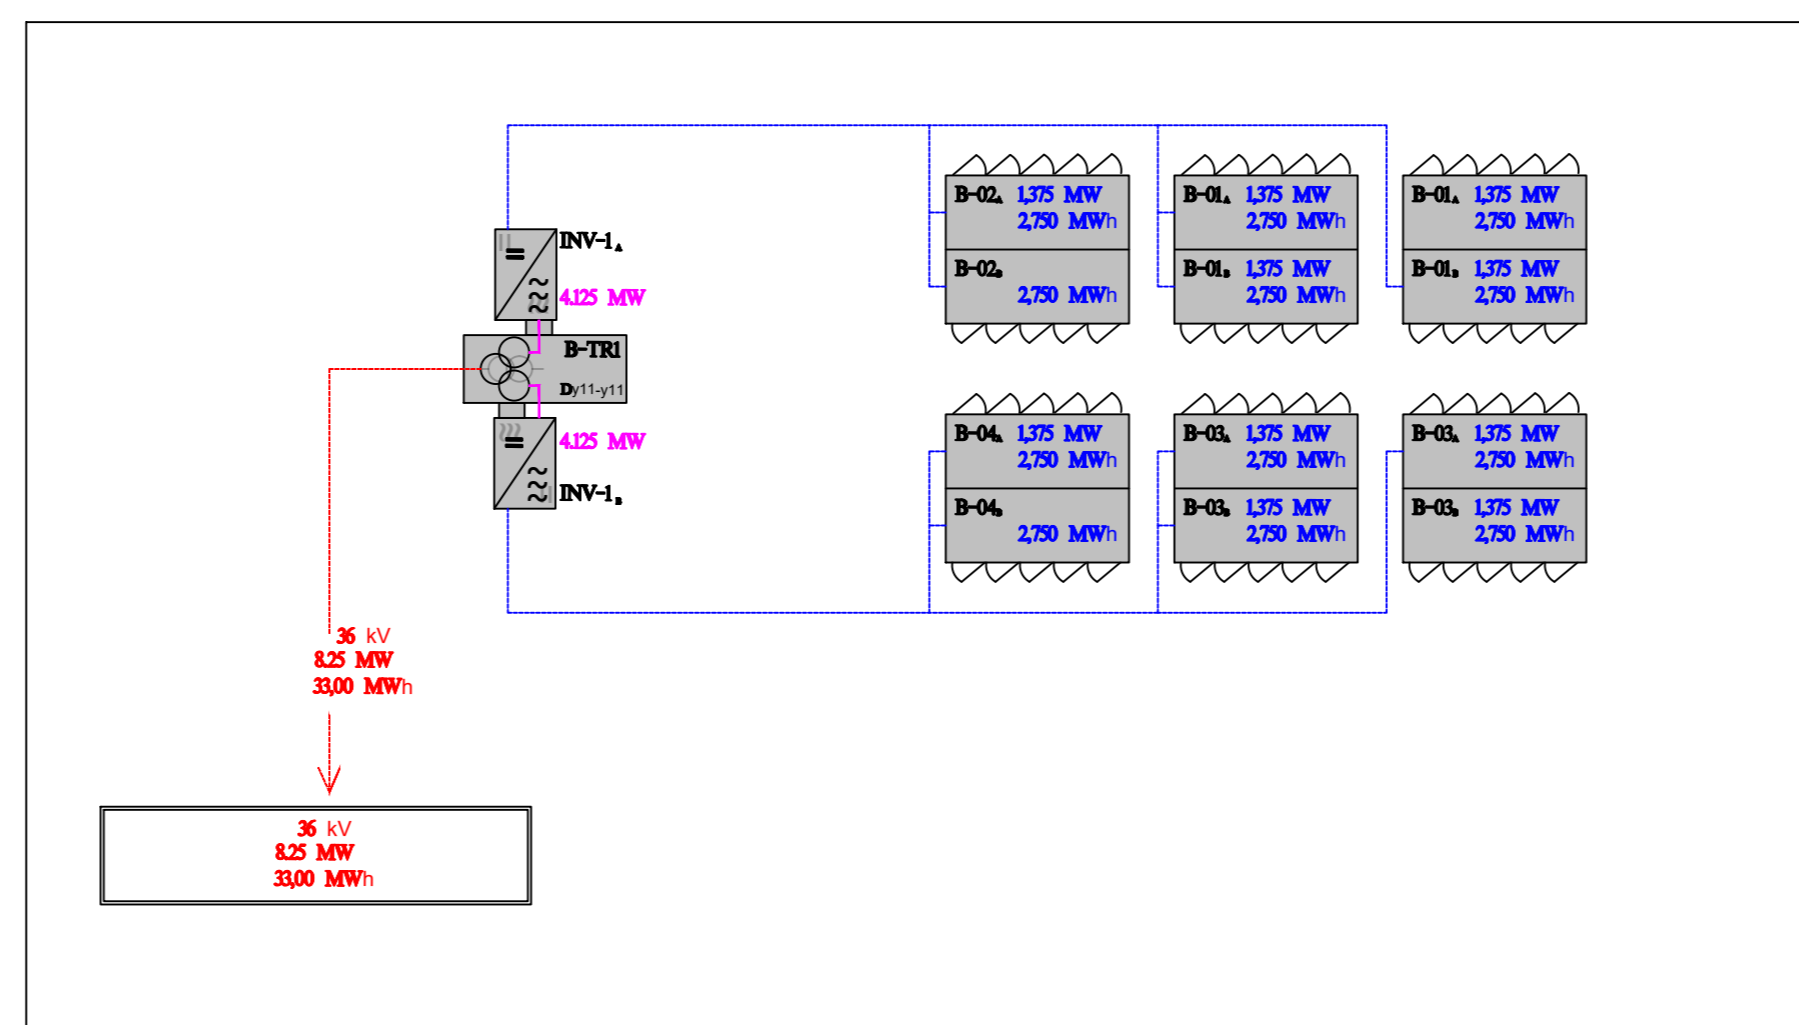 B-02A 1,375 MW
2,750 MWh
B-02B
2,750 MWh
B-01A 1,375 MW
2,750 MWh
B-01B 1,375 MW
2,750 MWh
B-01A 1,375 MW
2,750 MWh
B-01B 1,375 MW
2,750 MWh
INV-1A
4.125 MW
B-TR1
Dy11-y11
4.125 MW
INV-1B
B-04A 1,375 MW
2,750 MWh
B-04B
2,750 MWh
B-03A 1,375 MW
2,750 MWh
B-03B 1,375 MW
2,750 MWh
B-03A 1,375 MW
2,750 MWh
B-03B 1,375 MW
2,750 MWh
36 kV
8.25 MW
33,00 MWh
36 kV
8.25 MW
33,00 MWh